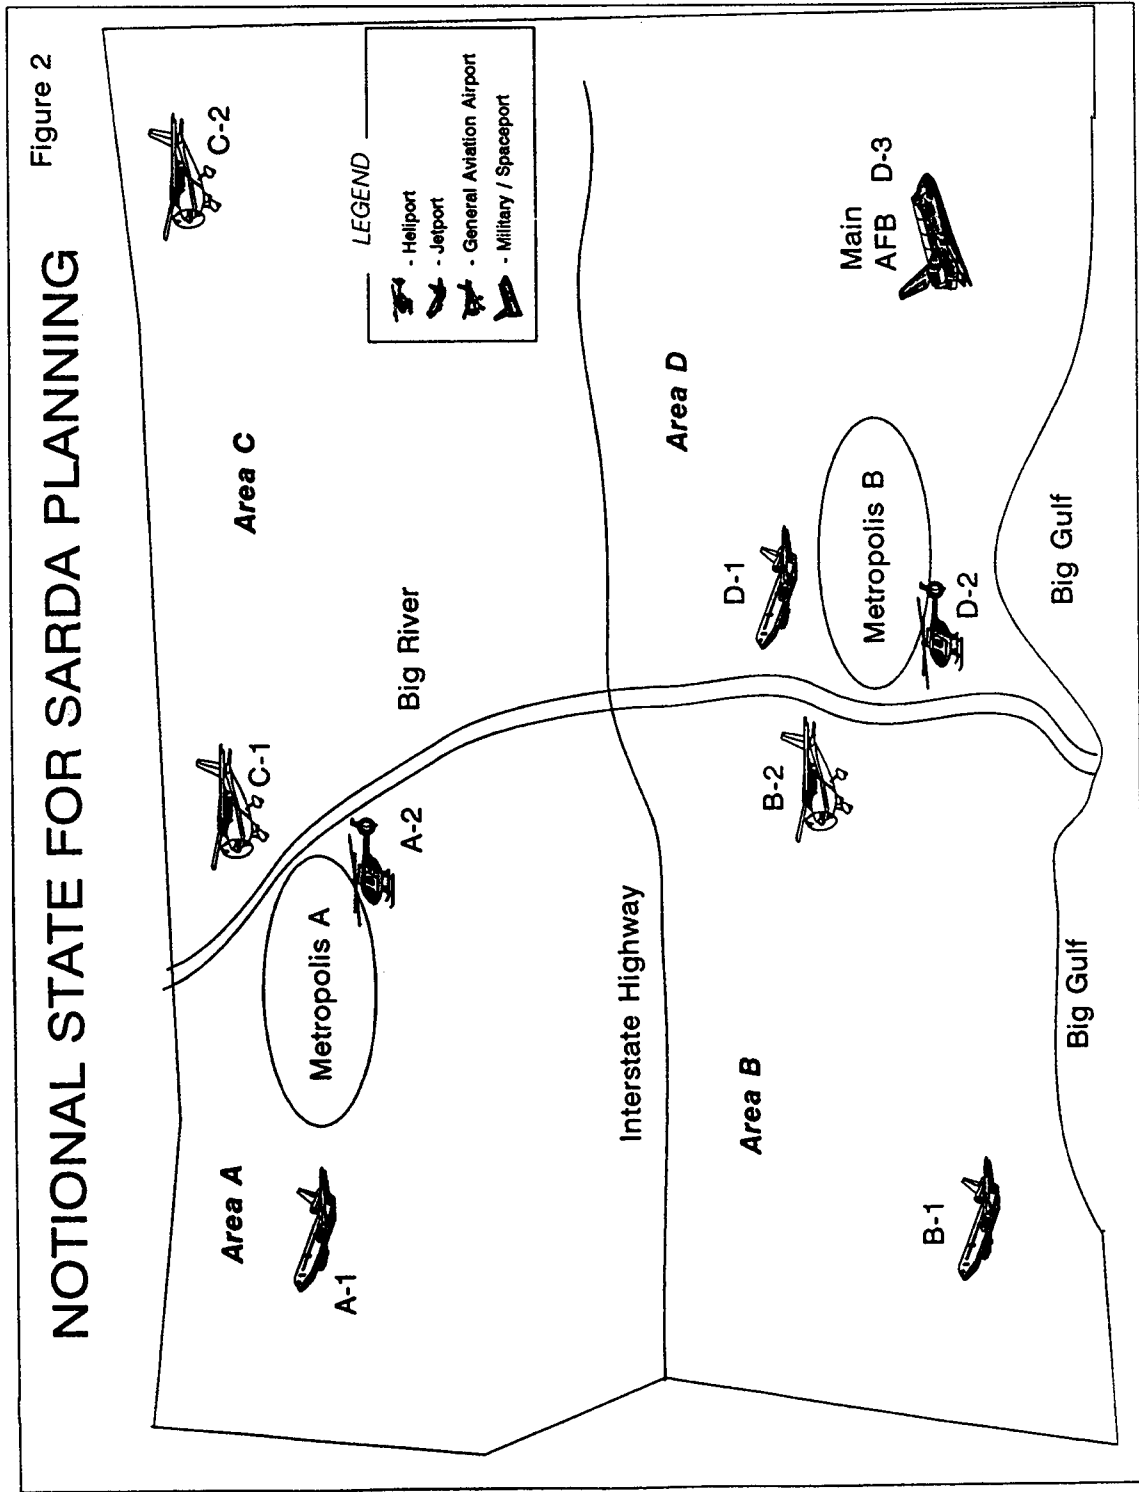 Figure 2
NOTIONAL STATE FOR SARDA PLANNING
Area A
A-1
Metropolis A
A-2
C-1
Area C
C-2
Big River
LEGEND
- Heliport
- Jetport
- General Aviation Airport
- Military / Spaceport
Interstate Highway
Area B
B-1
B-2
Area D
D-1
Metropolis B
D-2
Main
AFB D-3
Big Gulf
Big Gulf